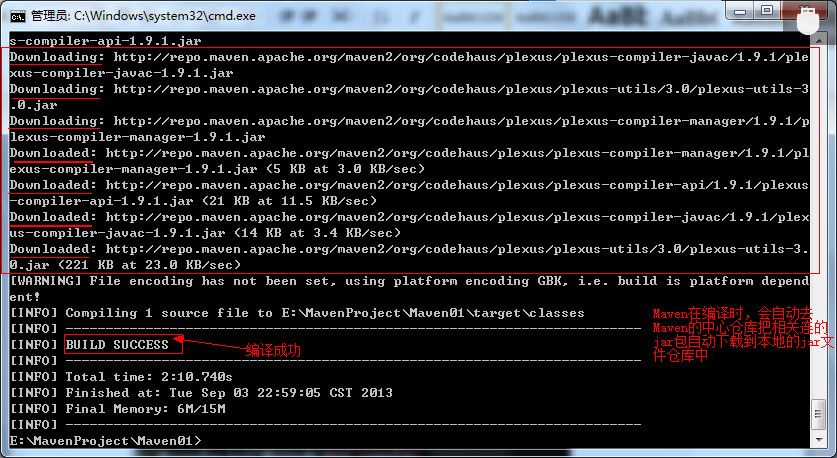 管理员: C:\Windows\system32\cmd.exe
s-compiler-api-1.9.1.jar
Downloading: http://repo.maven.apache.org/maven2/org/codehaus/plexus/plexus-compiler-javac/1.9.1/ple
xus-compiler-javac-1.9.1.jar
Downloading: http://repo.maven.apache.org/maven2/org/codehaus/plexus/plexus-utils/3.0/plexus-utils-3
.0.jar
Downloading: http://repo.maven.apache.org/maven2/org/codehaus/plexus/plexus-compiler-manager/1.9.1/p
lexus-compiler-manager-1.9.1.jar
Downloaded: http://repo.maven.apache.org/maven2/org/codehaus/plexus/plexus-compiler-manager/1.9.1/pl
exus-compiler-manager-1.9.1.jar (5 KB at 3.0 KB/sec)
Downloaded: http://repo.maven.apache.org/maven2/org/codehaus/plexus/plexus-compiler-api/1.9.1/plexus
-compiler-api-1.9.1.jar (21 KB at 11.5 KB/sec)
Downloaded: http://repo.maven.apache.org/maven2/org/codehaus/plexus/plexus-compiler-javac/1.9.1/plex
us-compiler-javac-1.9.1.jar (14 KB at 3.4 KB/sec)
Downloaded: http://repo.maven.apache.org/maven2/org/codehaus/plexus/plexus-utils/3.0/plexus-utils-3.
0.jar (221 KB at 23.0 KB/sec)
[WARNING] File encoding has not been set, using platform encoding GBK, i.e. build is platform depend
ent!
[INFO] Compiling 1 source file to E:\MavenProject\Maven01\target\classes
[INFO] ------------------------------------------------------------------------
[INFO] BUILD SUCCESS
编译成功
[INFO] ------------------------------------------------------------------------
[INFO] Total time: 2:10.740s
[INFO] Finished at: Tue Sep 03 22:59:05 CST 2013
[INFO] Final Memory: 6M/15M
[INFO] ------------------------------------------------------------------------
E:\MavenProject\Maven01>
Maven在编译时，会自动去
Maven的中心仓库把相关连的
jar包自动下载到本地的jar文
件仓库中